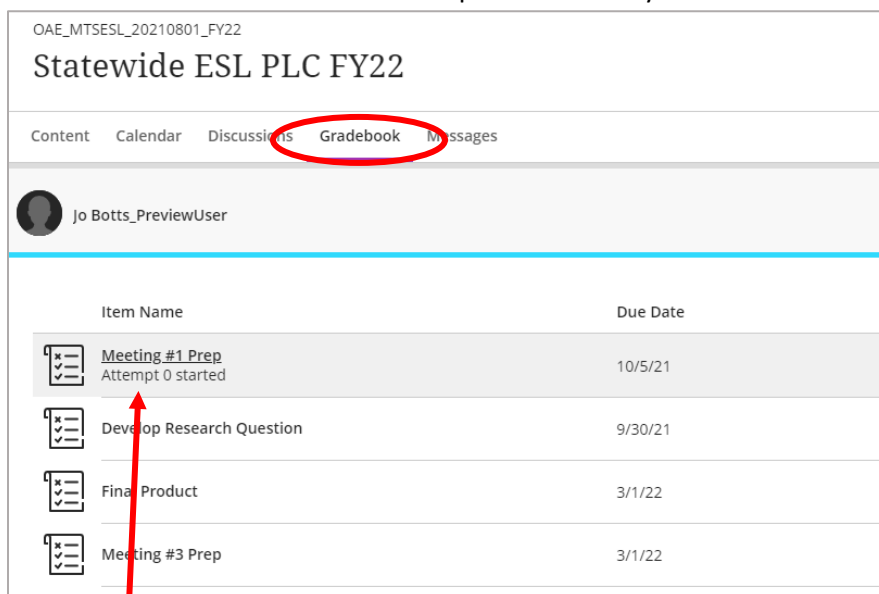 OAE_MTSESL_20210801_FY22
Statewide ESL PLC FY22
Content Calendar Discussions Gradebook Messages
Jo Botts_PreviewUser
Item Name Due Date
Meeting #1 Prep
Attempt 0 started
10/5/21
Develop Research Question 9/30/21
Final Product 3/1/22
Meeting #3 Prep 3/1/22